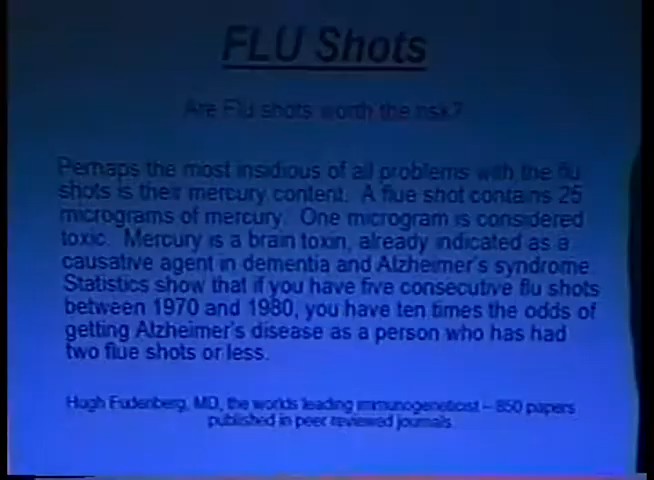 FLU Shots
Are Flu shots worth the risk?
Perhaps the most insidious of all problems with the flu
shots is their mercury content. A flue shot contains 25
micrograms of mercury. One microgram is considered
toxic. Mercury is a brain toxin, already indicated as a
causative agent in dementia and Alzheimer's syndrome.
Statistics show that if you have five consecutive flu shots
between 1970 and 1980, you have ten times the odds of
getting Alzheimer's disease as a person who has had
two flue shots or less.
Hugh Fudenberg, MD, the worlds leading immunogeneticist – 850 papers
published in peer reviewed journals